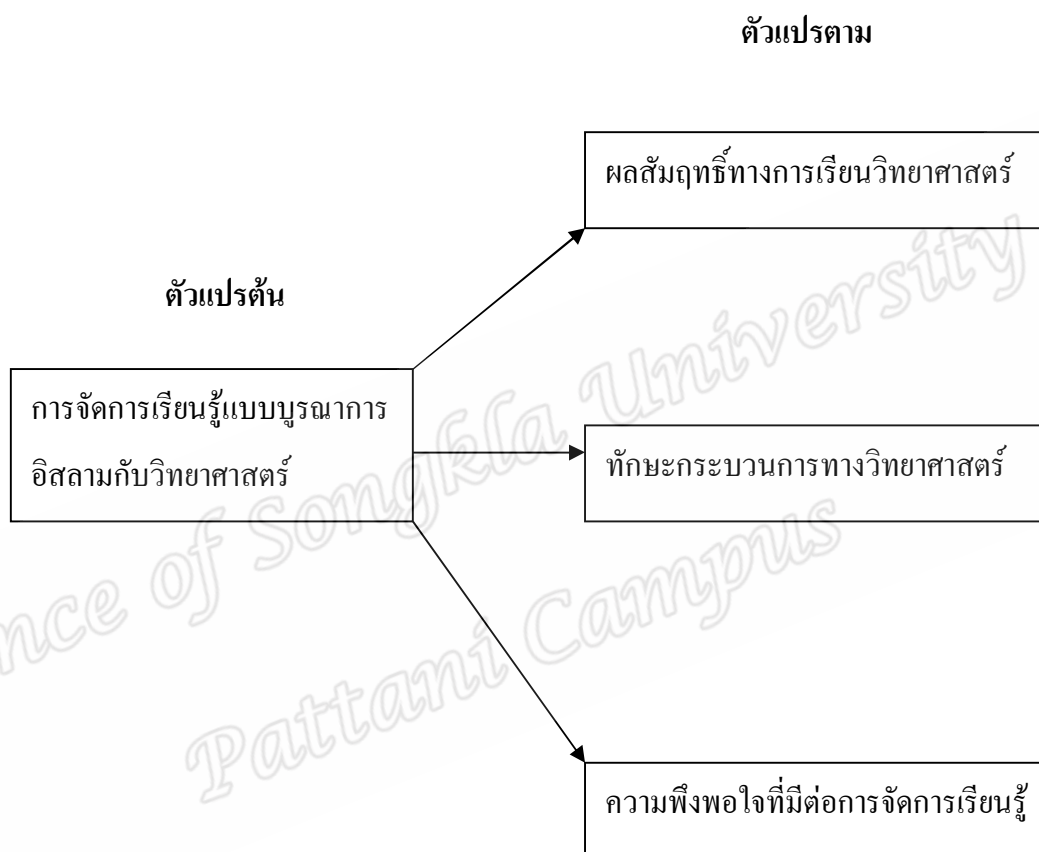 ตัวแปรตาม
ผลสัมฤทธิ์ทางการเรียนวิทยาศาสตร์
ตัวแปรต้น
การจัดการเรียนรู้แบบบูรณาการ
อิสลามกับวิทยาศาสตร์
ทักษะกระบวนการทางวิทยาศาสตร์
ความพึงพอใจที่มีต่อการจัดการเรียนรู้
nce of Songkla University
Pattani Campus